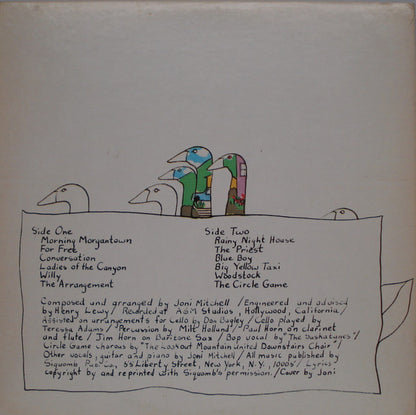 Side One
Morning Morgantown
For Free
Conversation
Ladies of the Canyon
Willy
The Arrangement
Side Two
Rainy Night House
The Priest
Blue Boy
Big Yellow Taxi
Woodstock
The Circle Game
Composed and arranged by Joni Mitchell / Engineered and advised
by Henry Lewy / Recorded at A&M Studios, Hollywood, California /
Assisted on arrangements for Cello by Don Bagley / Cello played by
Teressa Adams / Percussion by Milt Holland / Paul Horn on clarinet
and flute / Jim Horn on Baritone Sax / Bop vocal by "The Saskatunes" /
Circle Game chorous by "The Lookout Mountain United Downstairs Choir" /
Other vocals, guitar and piano by Joni Mitchell / All music published by
Siquomb, Pub. Co., 55 Liberty Street, New York, N.Y., 10005 / Lyrics
copyright by and reprinted with Siquomb's permission. / Cover by Joni